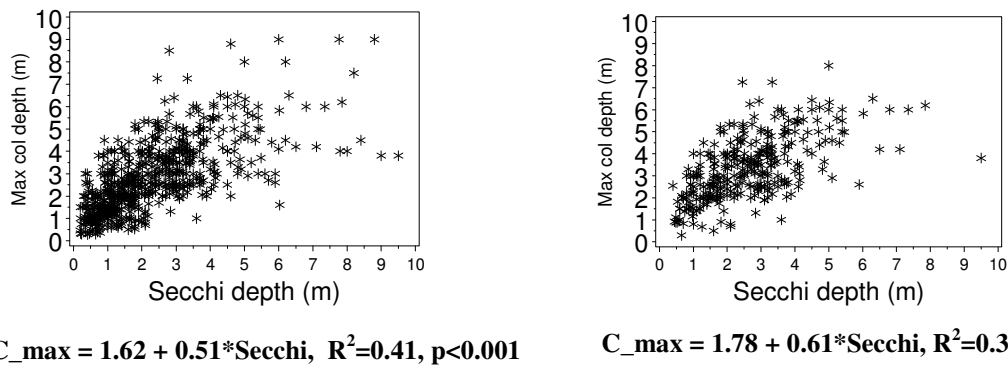 Max col depth (m)
10
9
8
7
6
5
4
3
2
1
0
0 1 2 3 4 5 6 7 8 9 10
Secchi depth (m)
C_max = 1.62 + 0.51*Secchi, R²=0.41, p<0.001
Max col depth (m)
10
9
8
7
6
5
4
3
2
1
0
0 1 2 3 4 5 6 7 8 9 10
Secchi depth (m)
C_max = 1.78 + 0.61*Secchi, R²=0.3